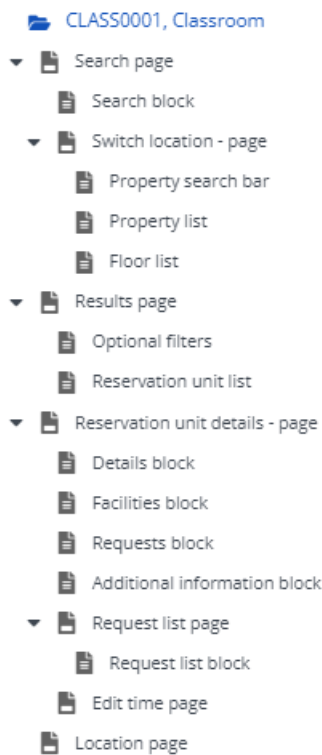 CLASS0001, Classroom
Search page
Search block
Switch location - page
Property search bar
Property list
Floor list
Results page
Optional filters
Reservation unit list
Reservation unit details - page
Details block
Facilities block
Requests block
Additional information block
Request list page
Request list block
Edit time page
Location page